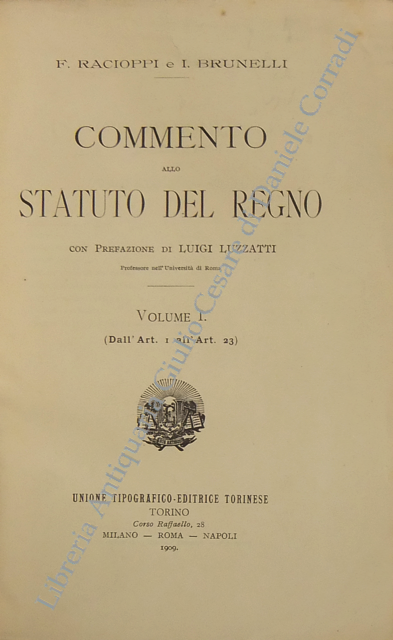 F. RACIOPPI e I. BRUNELLI
COMMENTO
ALLO
STATUTO DEL REGNO
CON PREFAZIONE DI LUIGI LUZZATTI
Professore nell'Università di Roma
VOLUME I.
(Dall'Art. 1 all'Art. 23)
UNIONE TIPOGRAFICO-EDITRICE TORINESE
TORINO
Corso Raffaello, 28
MILANO — ROMA — NAPOLI
1909.
Libreria Antiquaria Giulio Cesare di Daniele Corradi